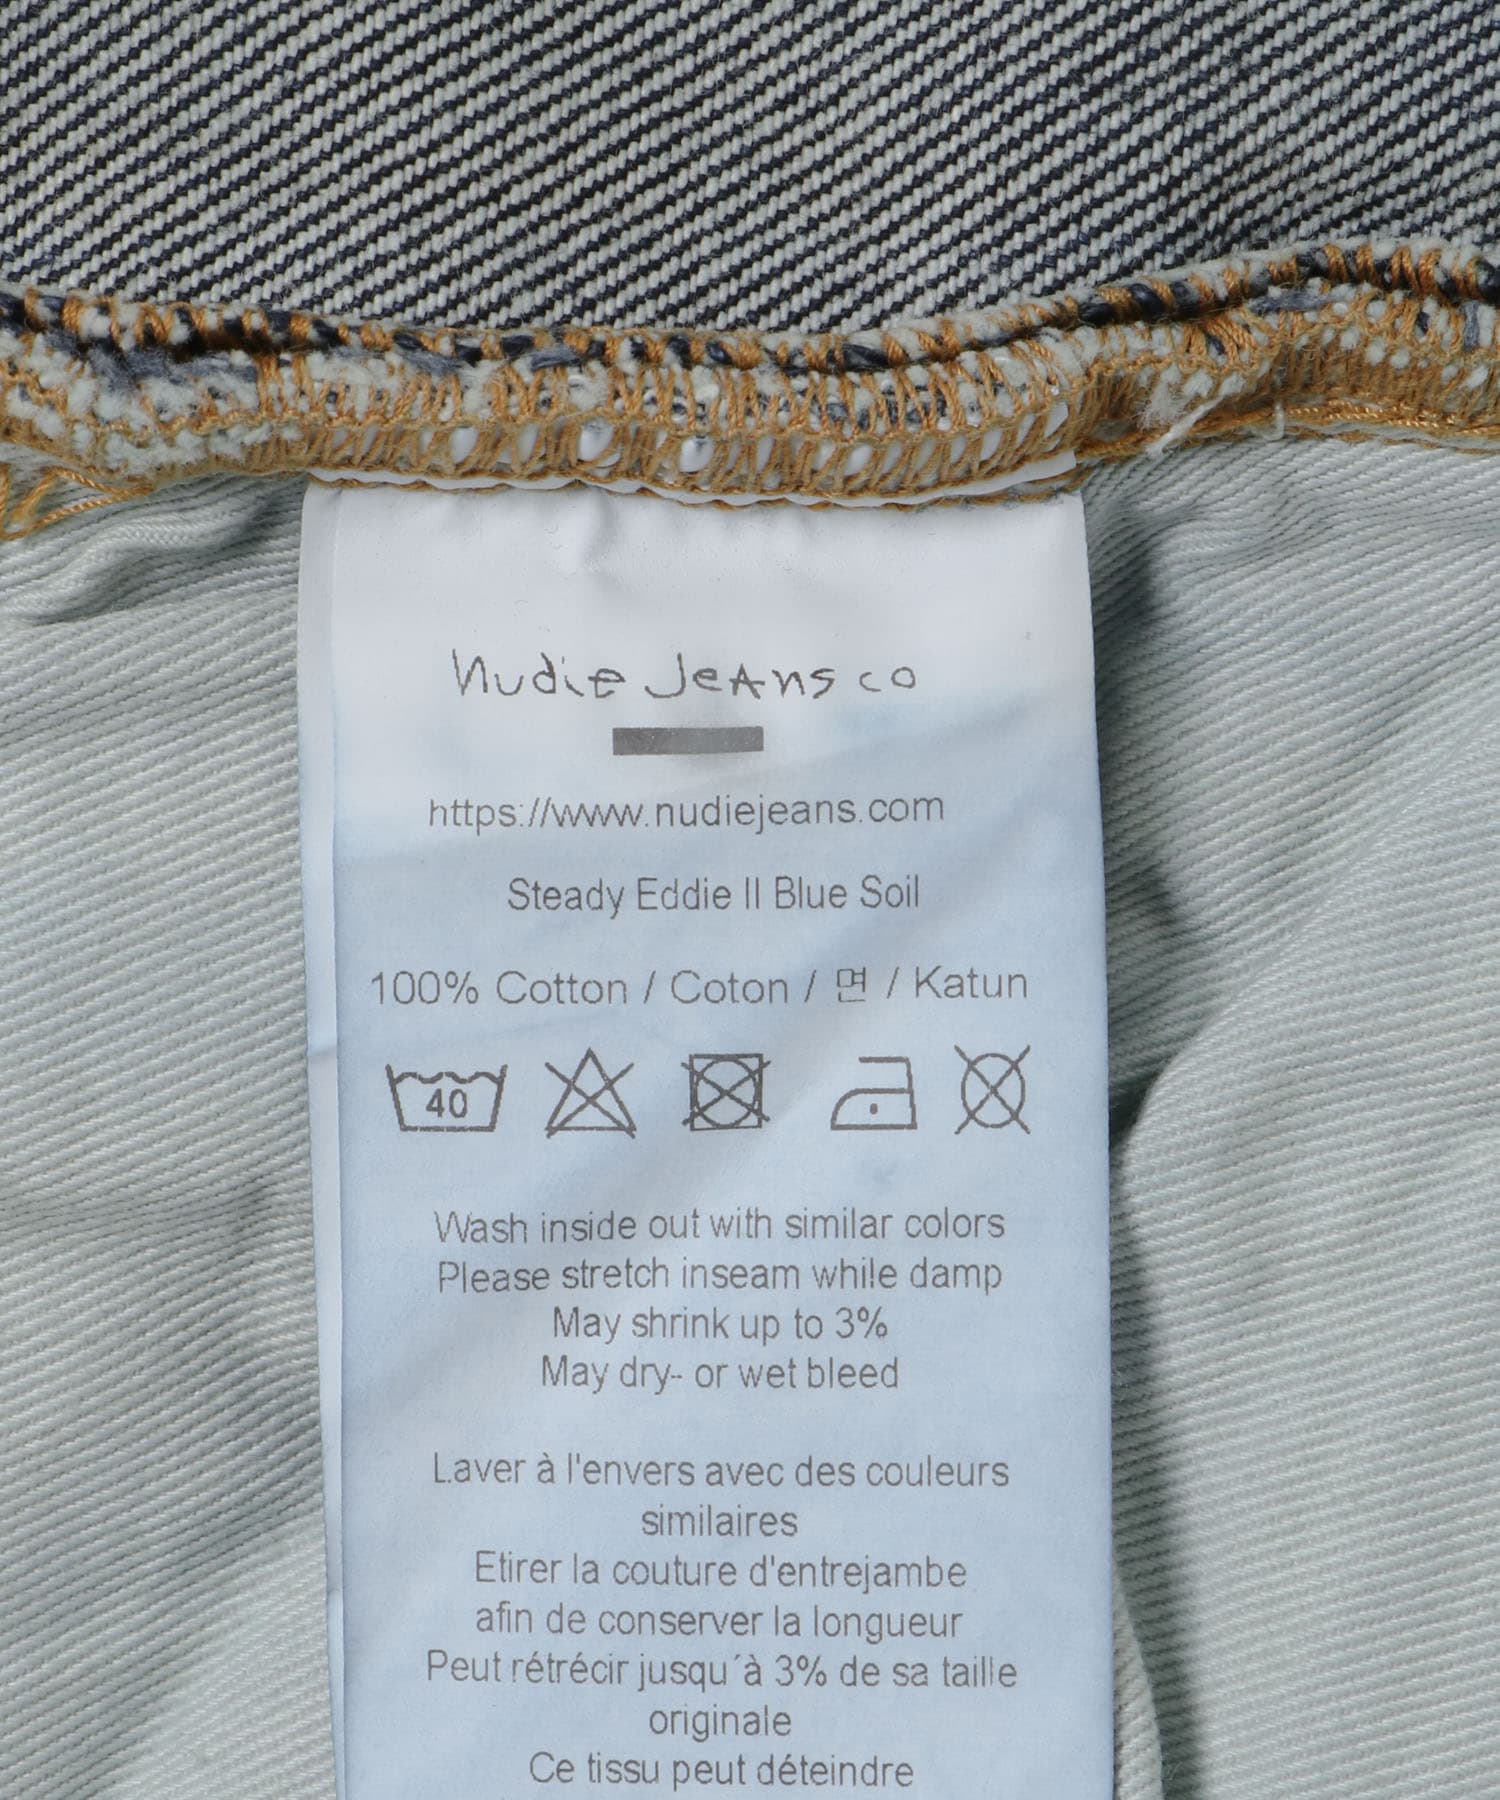 nudie jeans co
https://www.nudiejeans.com
Steady Eddie II Blue Soil
100% Cotton / Coton / 면 / Katun
40
Wash inside out with similar colors
Please stretch inseam while damp
May shrink up to 3%
May dry- or wet bleed
Laver à l'envers avec des couleurs
similaires
Etirer la couture d'entrejambe
afin de conserver la longueur
Peut rétrécir jusqu´à 3% de sa taille
originale
Ce tissu peut déteindre